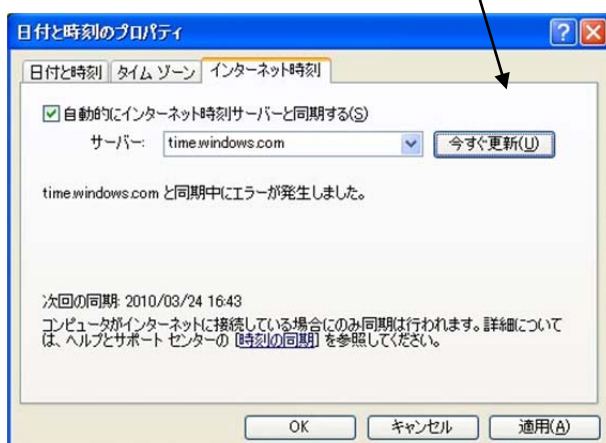 日付と時刻のプロパティ
日付と時刻 タイム ゾーン インターネット時刻
自動的にインターネット時刻サーバーと同期する(S)
サーバー: time.windows.com 今すぐ更新(U)
time.windows.com と同期中にエラーが発生しました。
次回の同期: 2010/03/24 16:43
コンピュータがインターネットに接続している場合にのみ同期は行われます。詳細について
は、ヘルプとサポート センターの [時刻の同期] を参照してください。
OK キャンセル 適用(A)